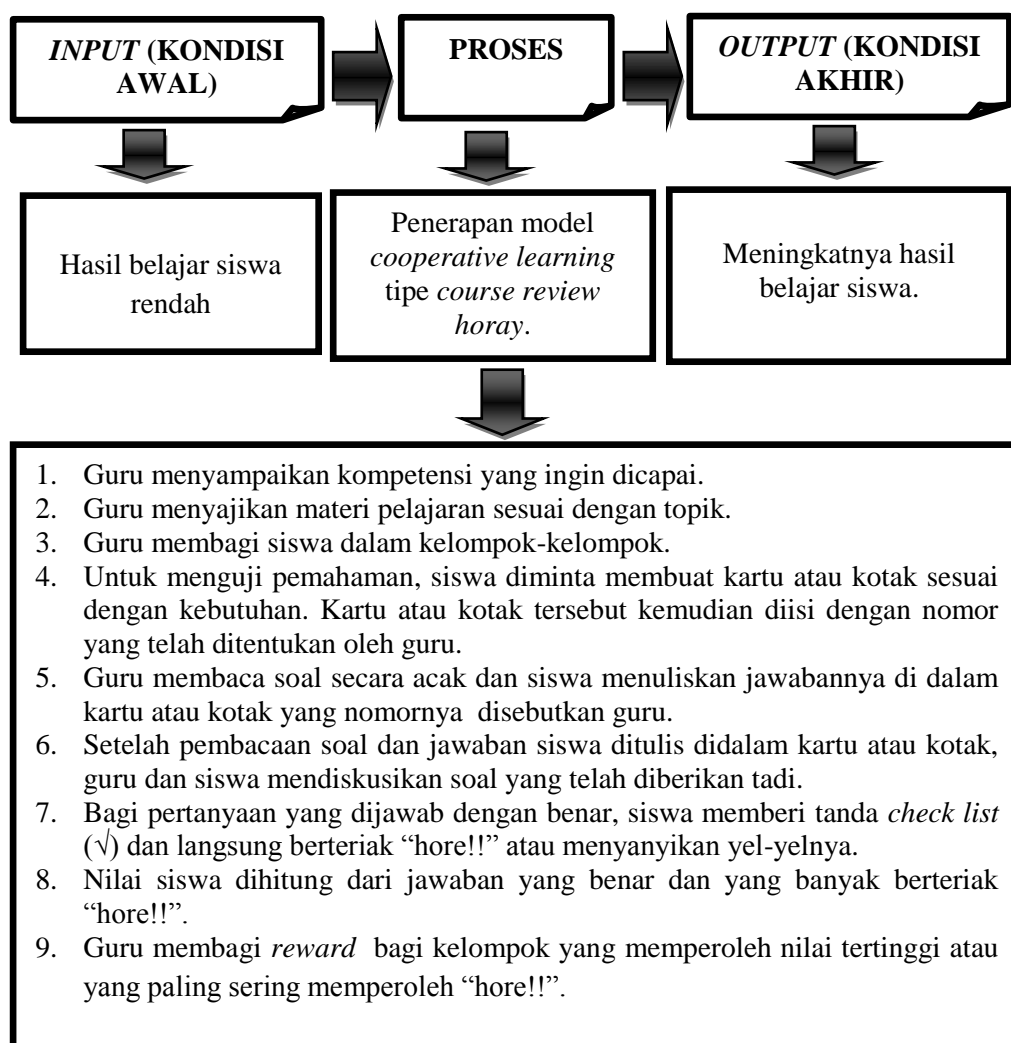 INPUT (KONDISI
AWAL)
PROSES
OUTPUT (KONDISI
AKHIR)
Hasil belajar siswa
rendah
Penerapan model
cooperative learning
tipe course review
horay.
Meningkatnya hasil
belajar siswa.
1. Guru menyampaikan kompetensi yang ingin dicapai.
2. Guru menyajikan materi pelajaran sesuai dengan topik.
3. Guru membagi siswa dalam kelompok-kelompok.
4. Untuk menguji pemahaman, siswa diminta membuat kartu atau kotak sesuai
dengan kebutuhan. Kartu atau kotak tersebut kemudian diisi dengan nomor
yang telah ditentukan oleh guru.
5. Guru membaca soal secara acak dan siswa menuliskan jawabannya di dalam
kartu atau kotak yang nomornya disebutkan guru.
6. Setelah pembacaan soal dan jawaban siswa ditulis didalam kartu atau kotak,
guru dan siswa mendiskusikan soal yang telah diberikan tadi.
7. Bagi pertanyaan yang dijawab dengan benar, siswa memberi tanda check list
(√) dan langsung berteriak “hore!!” atau menyanyikan yel-yelnya.
8. Nilai siswa dihitung dari jawaban yang benar dan yang banyak berteriak
“hore!!”.
9. Guru membagi reward bagi kelompok yang memperoleh nilai tertinggi atau
yang paling sering memperoleh “hore!!”.